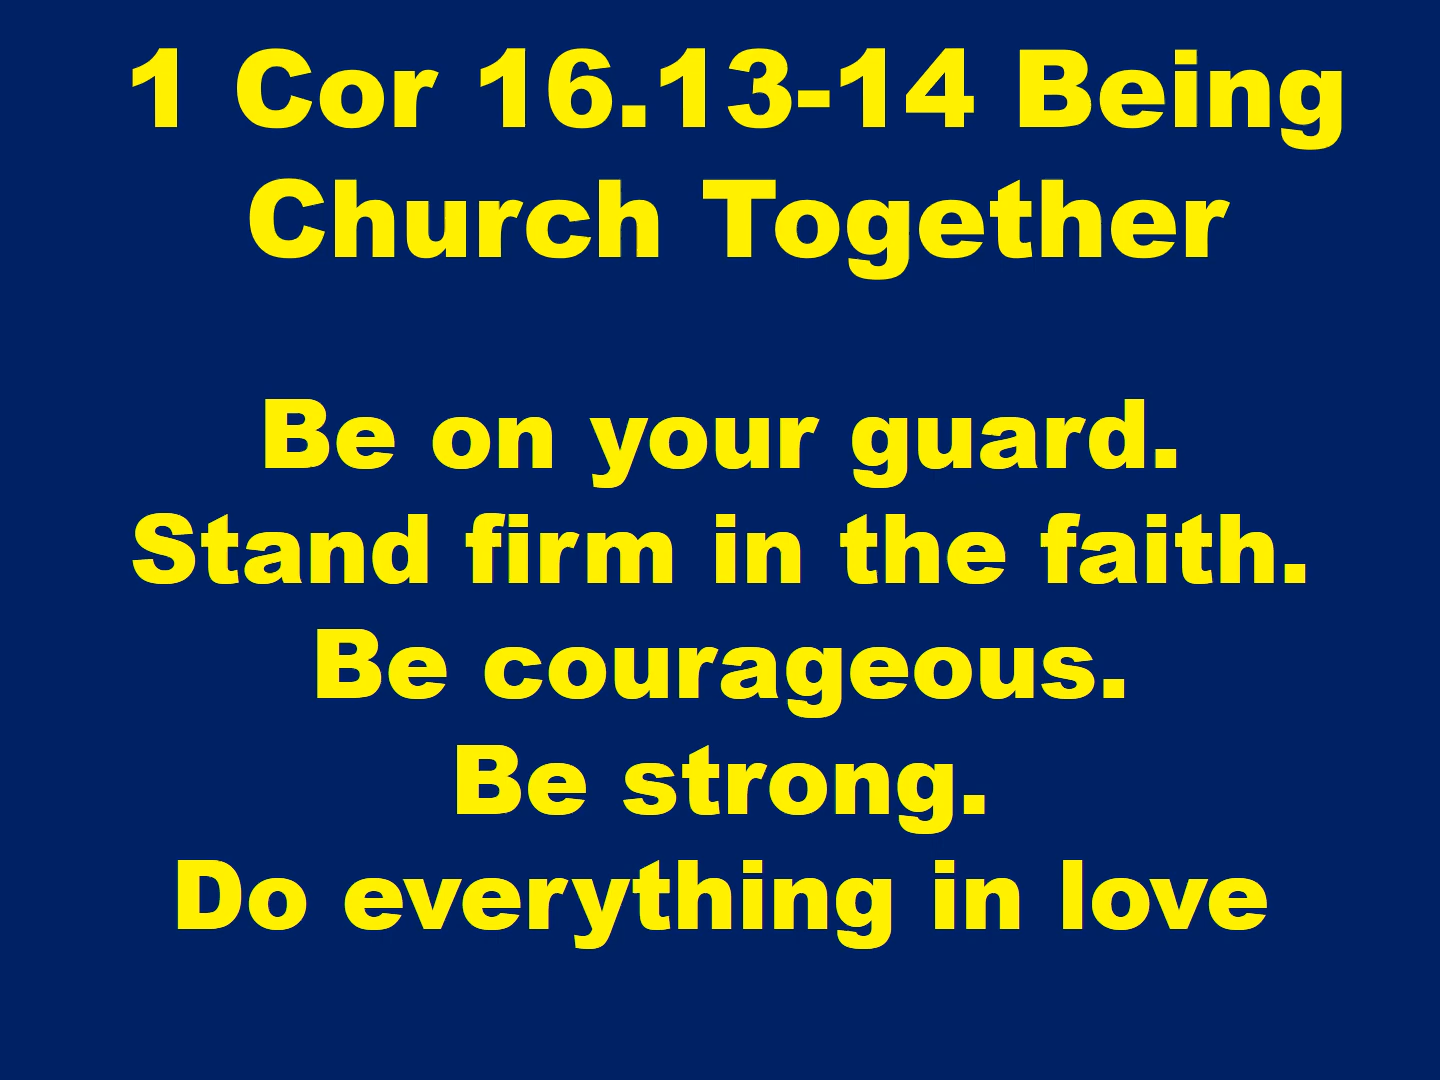 1 Cor 16.13-14 Being
Church Together
Be on your guard.
Stand firm in the faith.
Be courageous.
Be strong.
Do everything in love